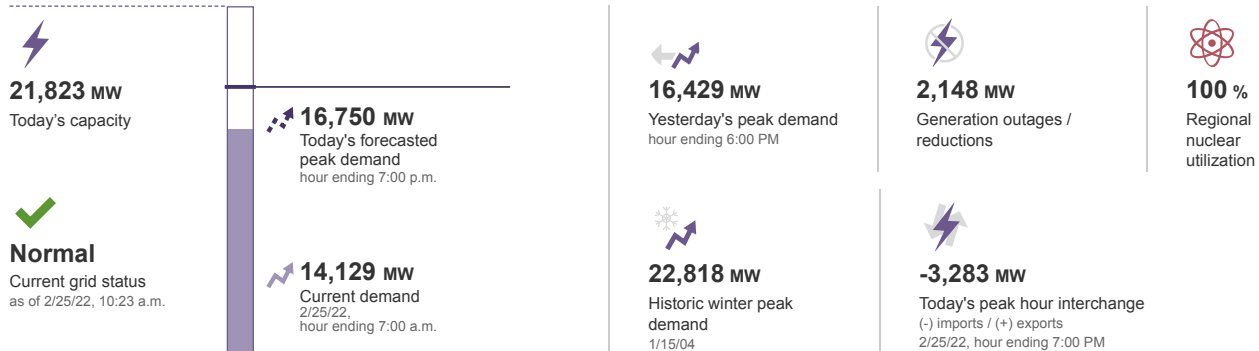 21,823 MW
Today's capacity
Normal
Current grid status
as of 2/25/22, 10:23 a.m.
16,750 MW
Today's forecasted
peak demand
hour ending 7:00 p.m.
14,129 MW
Current demand
2/25/22,
hour ending 7:00 a.m.
16,429 MW
Yesterday's peak demand
hour ending 6:00 PM
2,148 MW
Generation outages /
reductions
100 %
Regional
nuclear
utilization
22,818 MW
Historic winter peak
demand
1/15/04
-3,283 MW
Today's peak hour interchange
(-) imports / (+) exports
2/25/22, hour ending 7:00 PM